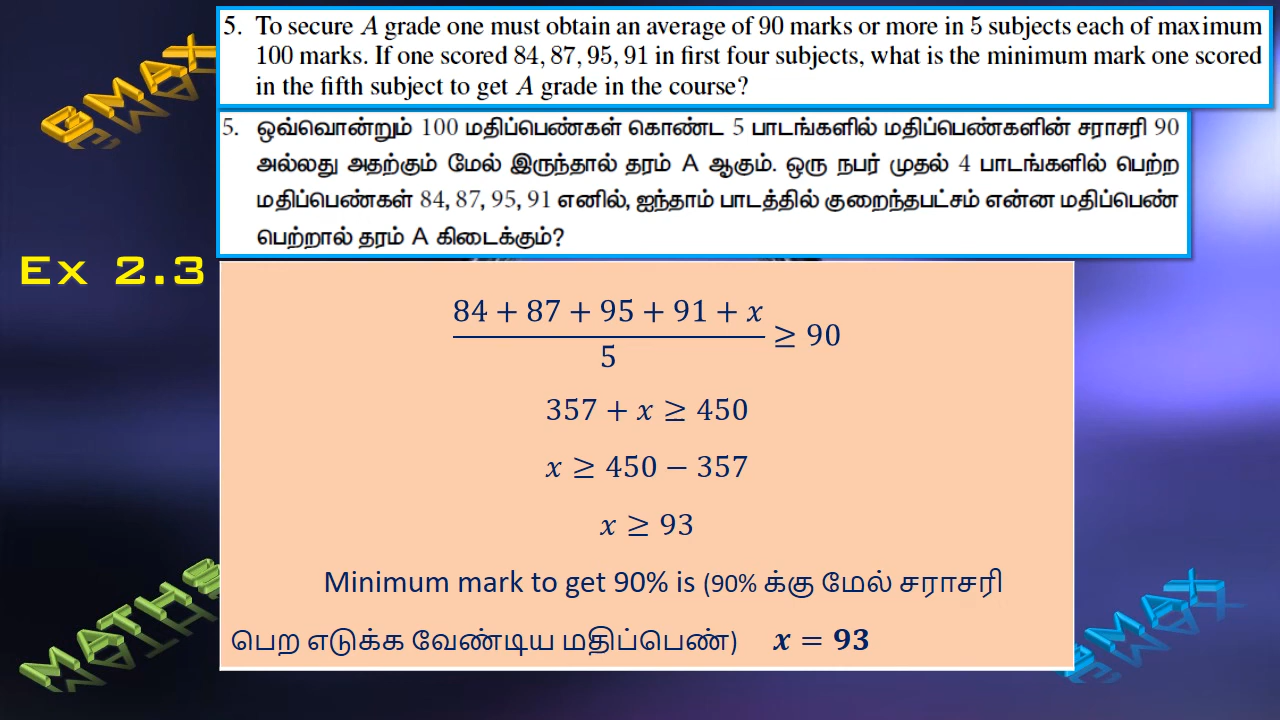 5. To secure A grade one must obtain an average of 90 marks or more in 5 subjects each of maximum
100 marks. If one scored 84, 87, 95, 91 in first four subjects, what is the minimum mark one scored
in the fifth subject to get A grade in the course?
5. ஒவ்வொன்றும் 100 மதிப்பெண்கள் கொண்ட 5 பாடங்களில் மதிப்பெண்களின் சராசரி 90
அல்லது அதற்கும் மேல் இருந்தால் தரம் A ஆகும். ஒரு நபர் முதல் 4 பாடங்களில் பெற்ற
மதிப்பெண்கள் 84, 87, 95, 91 எனில், ஐந்தாம் பாடத்தில் குறைந்தபட்சம் என்ன மதிப்பெண்
பெற்றால் தரம் A கிடைக்கும்?
BMAX
Ex 2.3
84 + 87 + 95 + 91 + x
5
≥ 90
357 + x ≥ 450
x ≥ 450 − 357
x ≥ 93
Minimum mark to get 90% is (90% க்கு மேல் சராசரி
பெற எடுக்க வேண்டிய மதிப்பெண்) x = 93
MATHS
BMAX